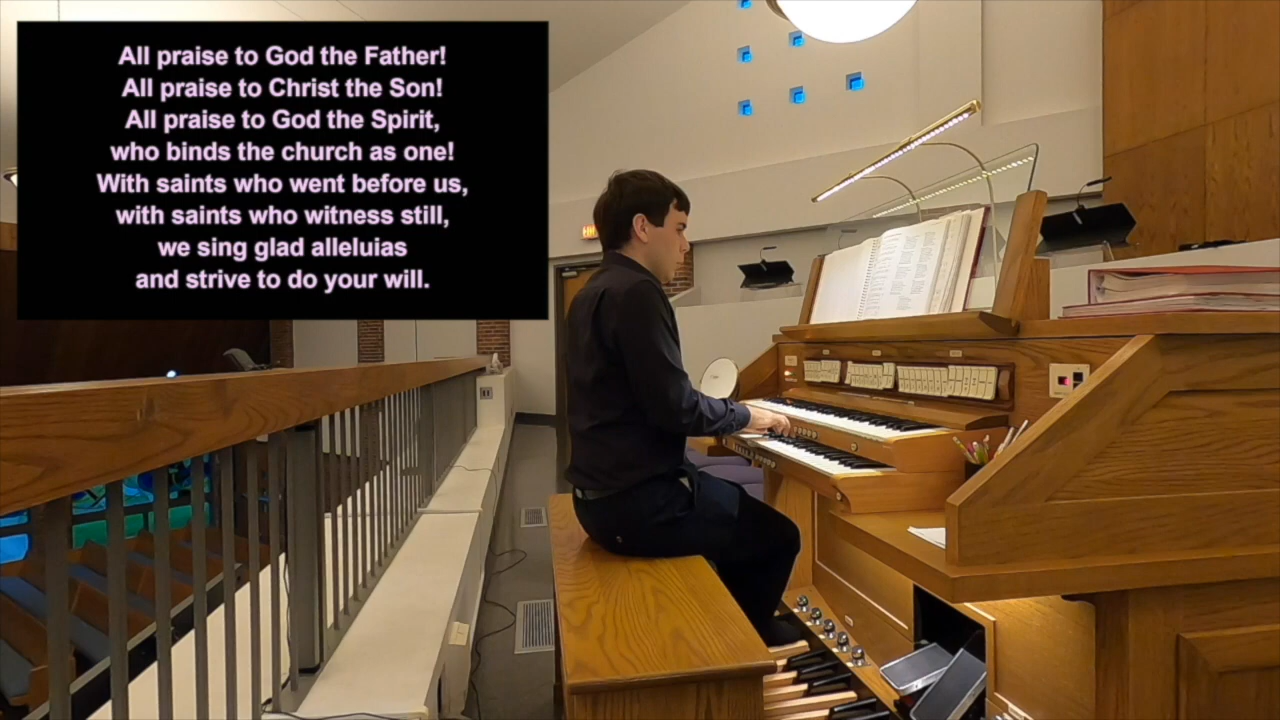 All praise to God the Father!
All praise to Christ the Son!
All praise to God the Spirit,
who binds the church as one!
With saints who went before us,
with saints who witness still,
we sing glad alleluias
and strive to do your will.